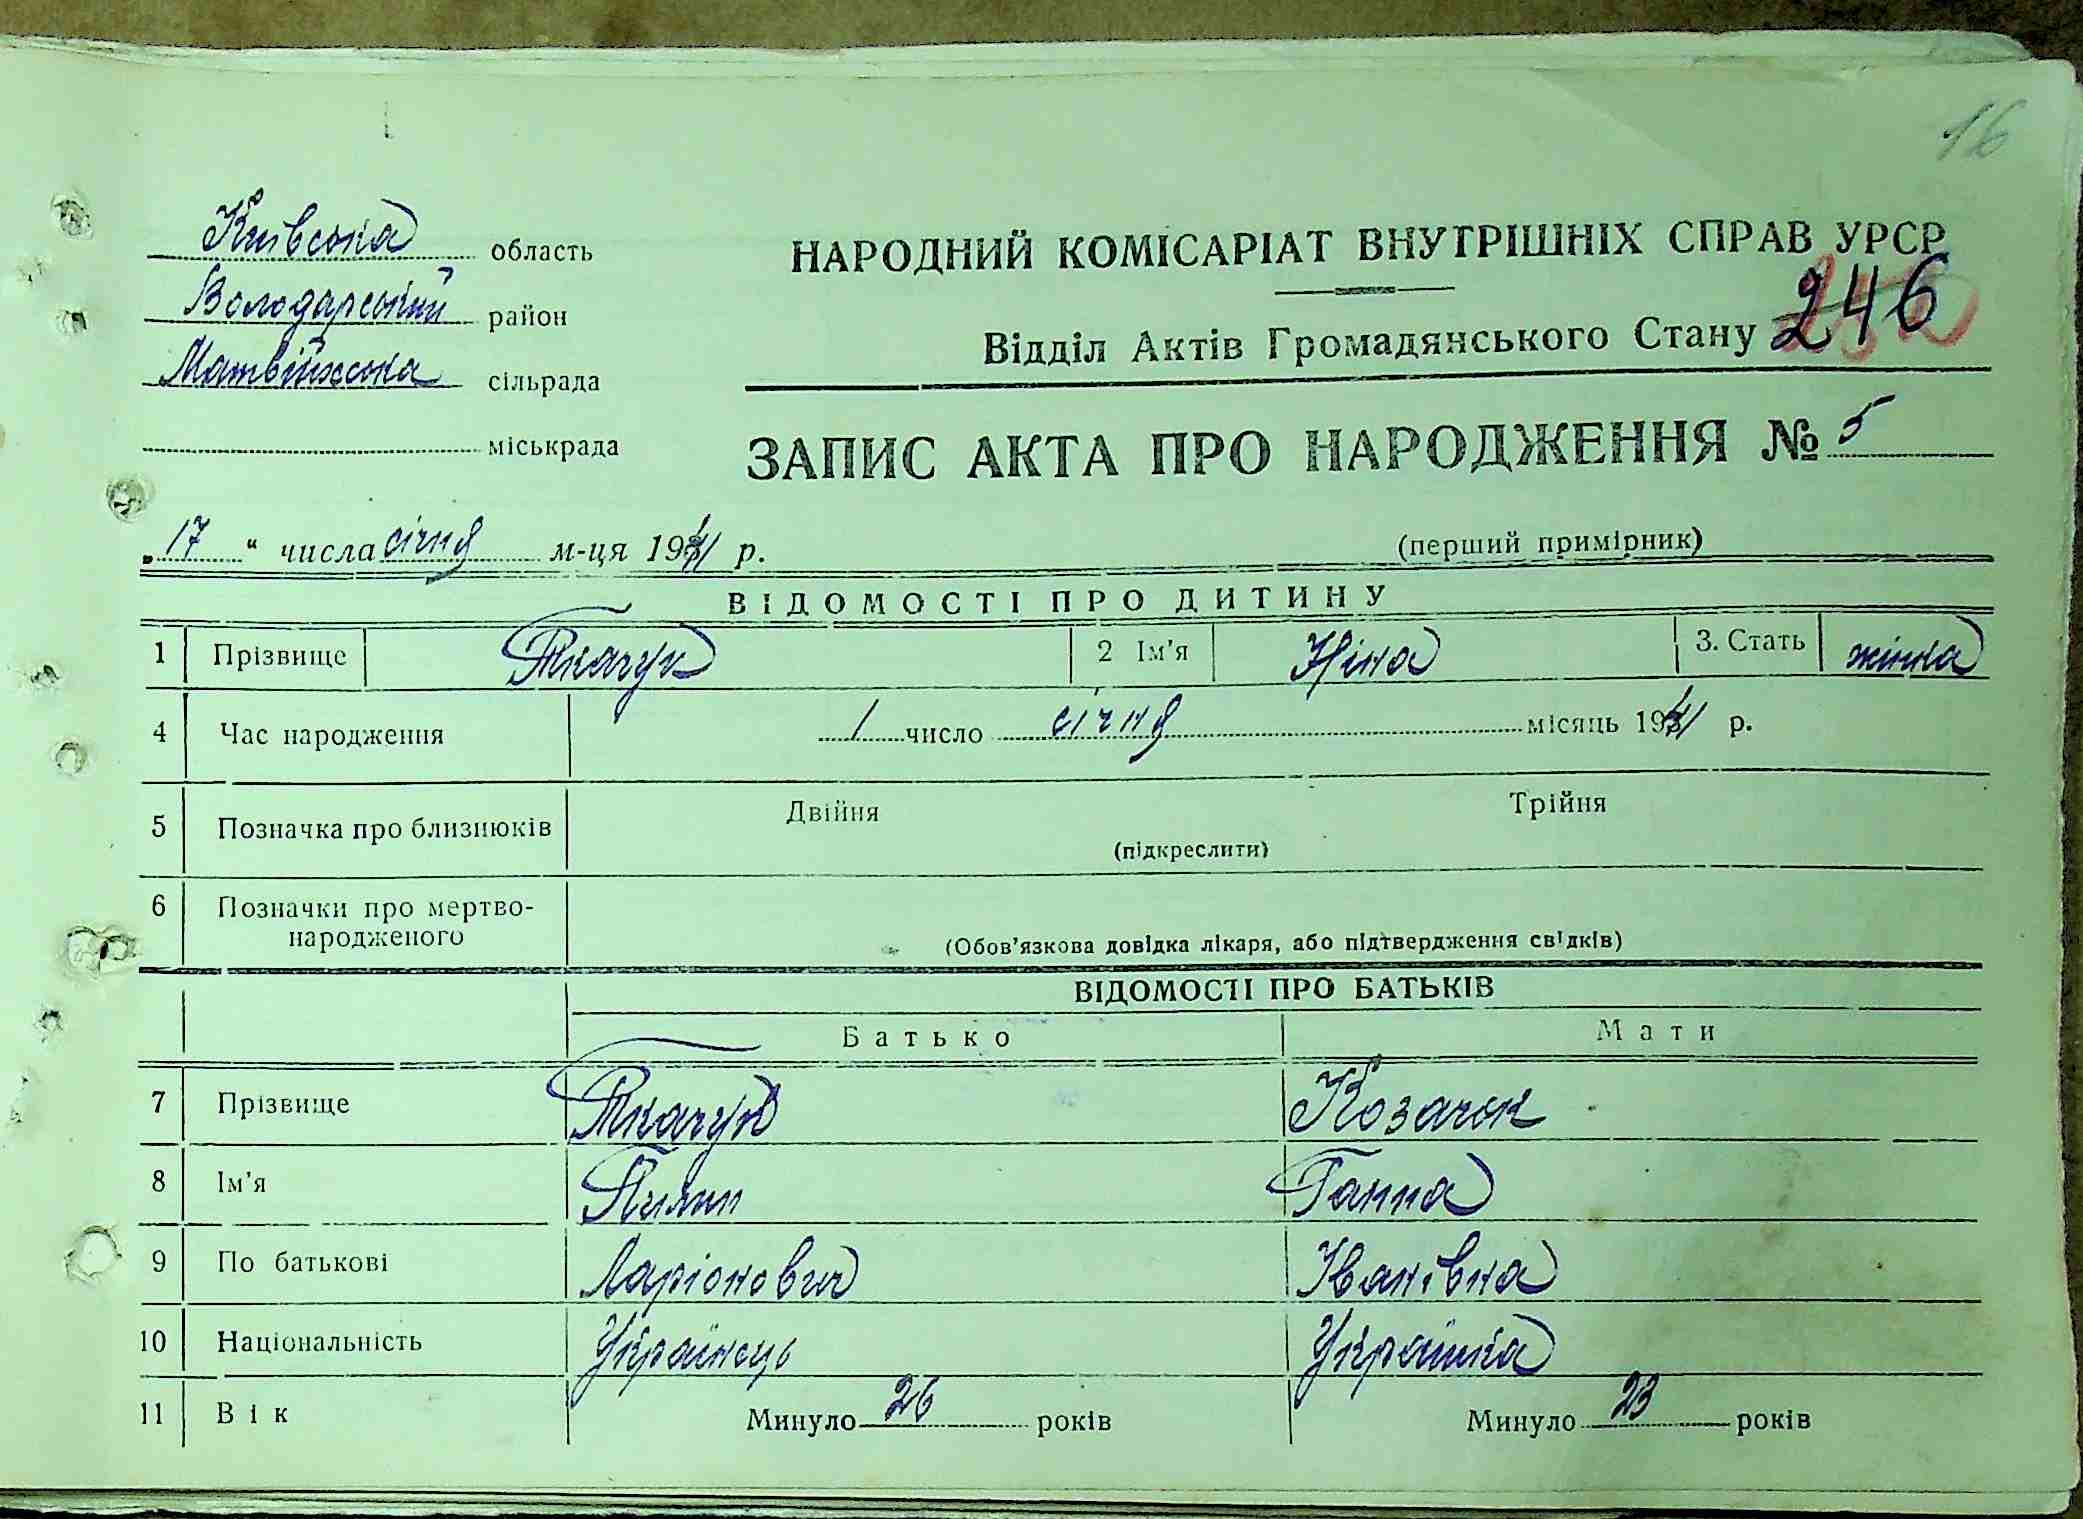 16
Київська область
Володарський район
Матвіїхська сільрада
міськрада
НАРОДНИЙ КОМІСАРІАТ ВНУТРІШНІХ СПРАВ УРСР
Відділ Актів Громадянського Стану 246
ЗАПИС АКТА ПРО НАРОДЖЕННЯ № 5
„17“ числа січня м-ця 1941 р.
(перший примірник)
ВІДОМОСТІ ПРО ДИТИНУ
1 Прізвище Ткачук 2 Ім'я Ніна 3. Стать жіноча
4 Час народження 1 число січня місяць 1941 р.
5 Позначка про близнюків Двійня Трійня
(підкреслити)
6 Позначки про мертво-
народженого
(Обов'язкова довідка лікаря, або підтвердження свідків)
ВІДОМОСТІ ПРО БАТЬКІВ
Батько Мати
7 Прізвище Ткачук Козачок
8 Ім'я Пилип Ганна
9 По батькові Ларіонович Іванівна
10 Національність Українець Українка
11 Вік Минуло 26 років Минуло 23 років